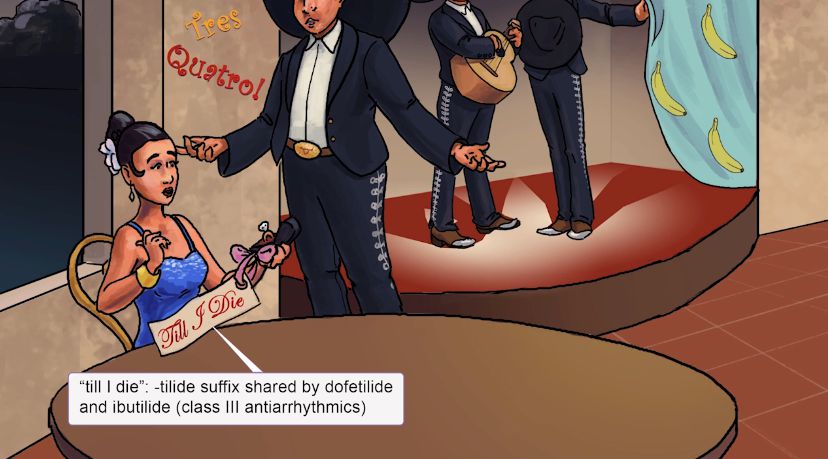 Tres
Quatro!
Till I Die
“till I die”: -tilide suffix shared by dofetilide
and ibutilide (class III antiarrhythmics)